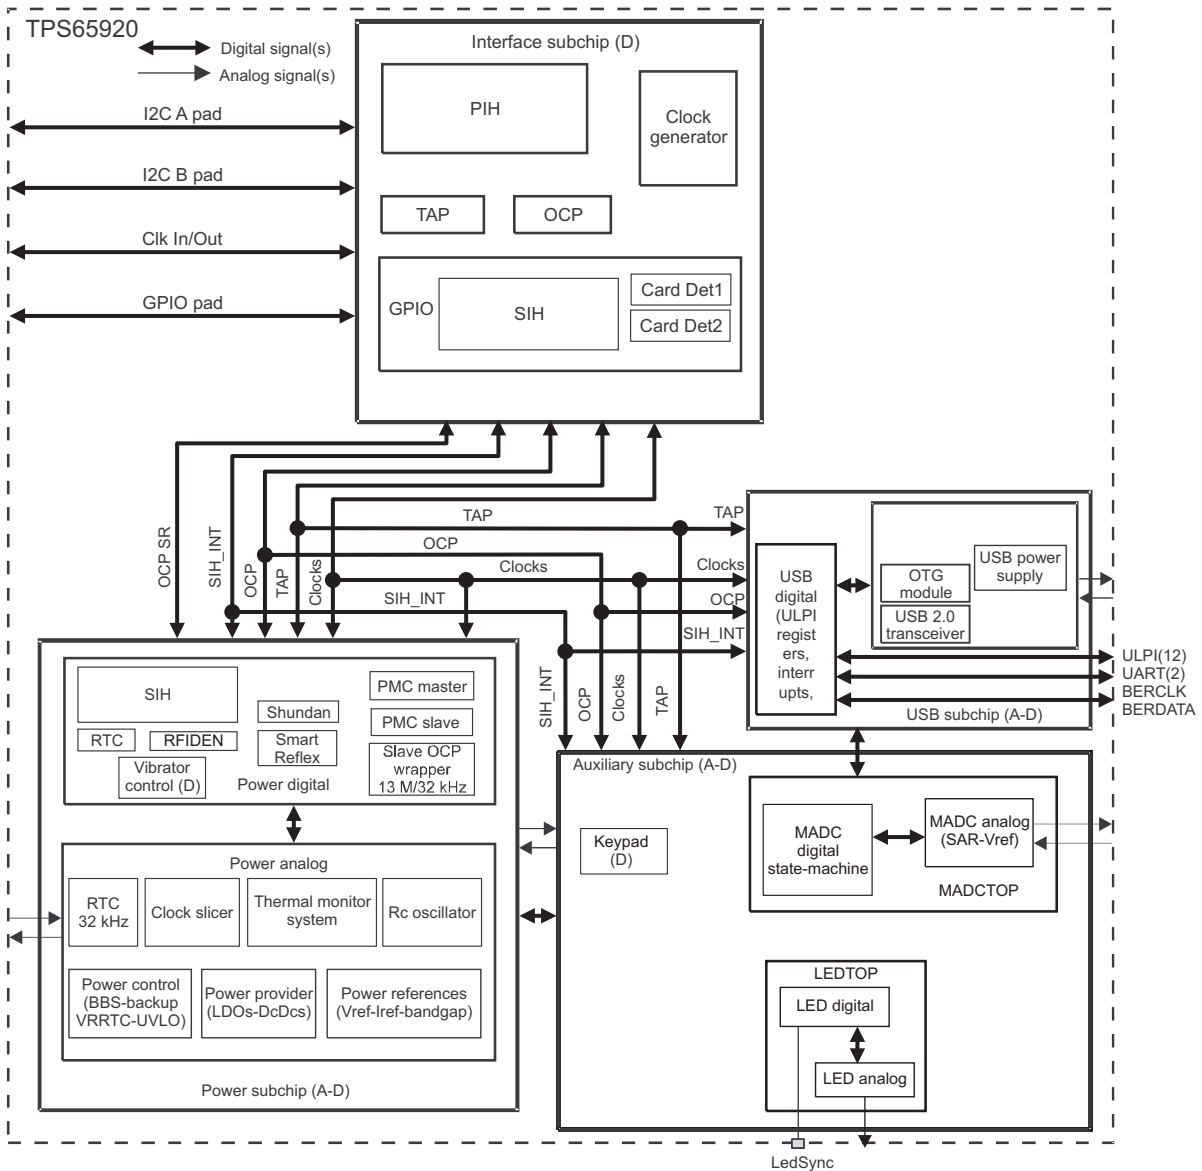 TPS65920
Digital signal(s)
Analog signal(s)
I2C A pad
I2C B pad
Clk In/Out
GPIO pad
Interface subchip (D)
PIH
Clock
generator
TAP
OCP
GPIO
SIH
Card Det1
Card Det2
OCP SR
SIH_INT
OCP
TAP
Clocks
TAP
OCP
Clocks
SIH_INT
TAP
Clocks
OCP
SIH_INT
SIH_INT
OCP
Clocks
TAP
USB
digital
(ULPI
regist
ers,
interr
upts,
OTG
module
USB 2.0
transceiver
USB power
supply
USB subchip (A-D)
ULPI(12)
UART(2)
BERCLK
BERDATA
SIH
RTC
RFIDEN
Vibrator
control (D)
Shundan
Smart
Reflex
PMC master
PMC slave
Slave OCP
wrapper
13 M/32 kHz
Power digital
Power analog
RTC
32 kHz
Clock slicer
Thermal monitor
system
Rc oscillator
Power control
(BBS-backup
VRRTC-UVLO)
Power provider
(LDOs-DcDcs)
Power references
(Vref-Iref-bandgap)
Power subchip (A-D)
Auxiliary subchip (A-D)
Keypad
(D)
MADC
digital
state-machine
MADC analog
(SAR-Vref)
MADCTOP
LEDTOP
LED digital
LED analog
LedSync